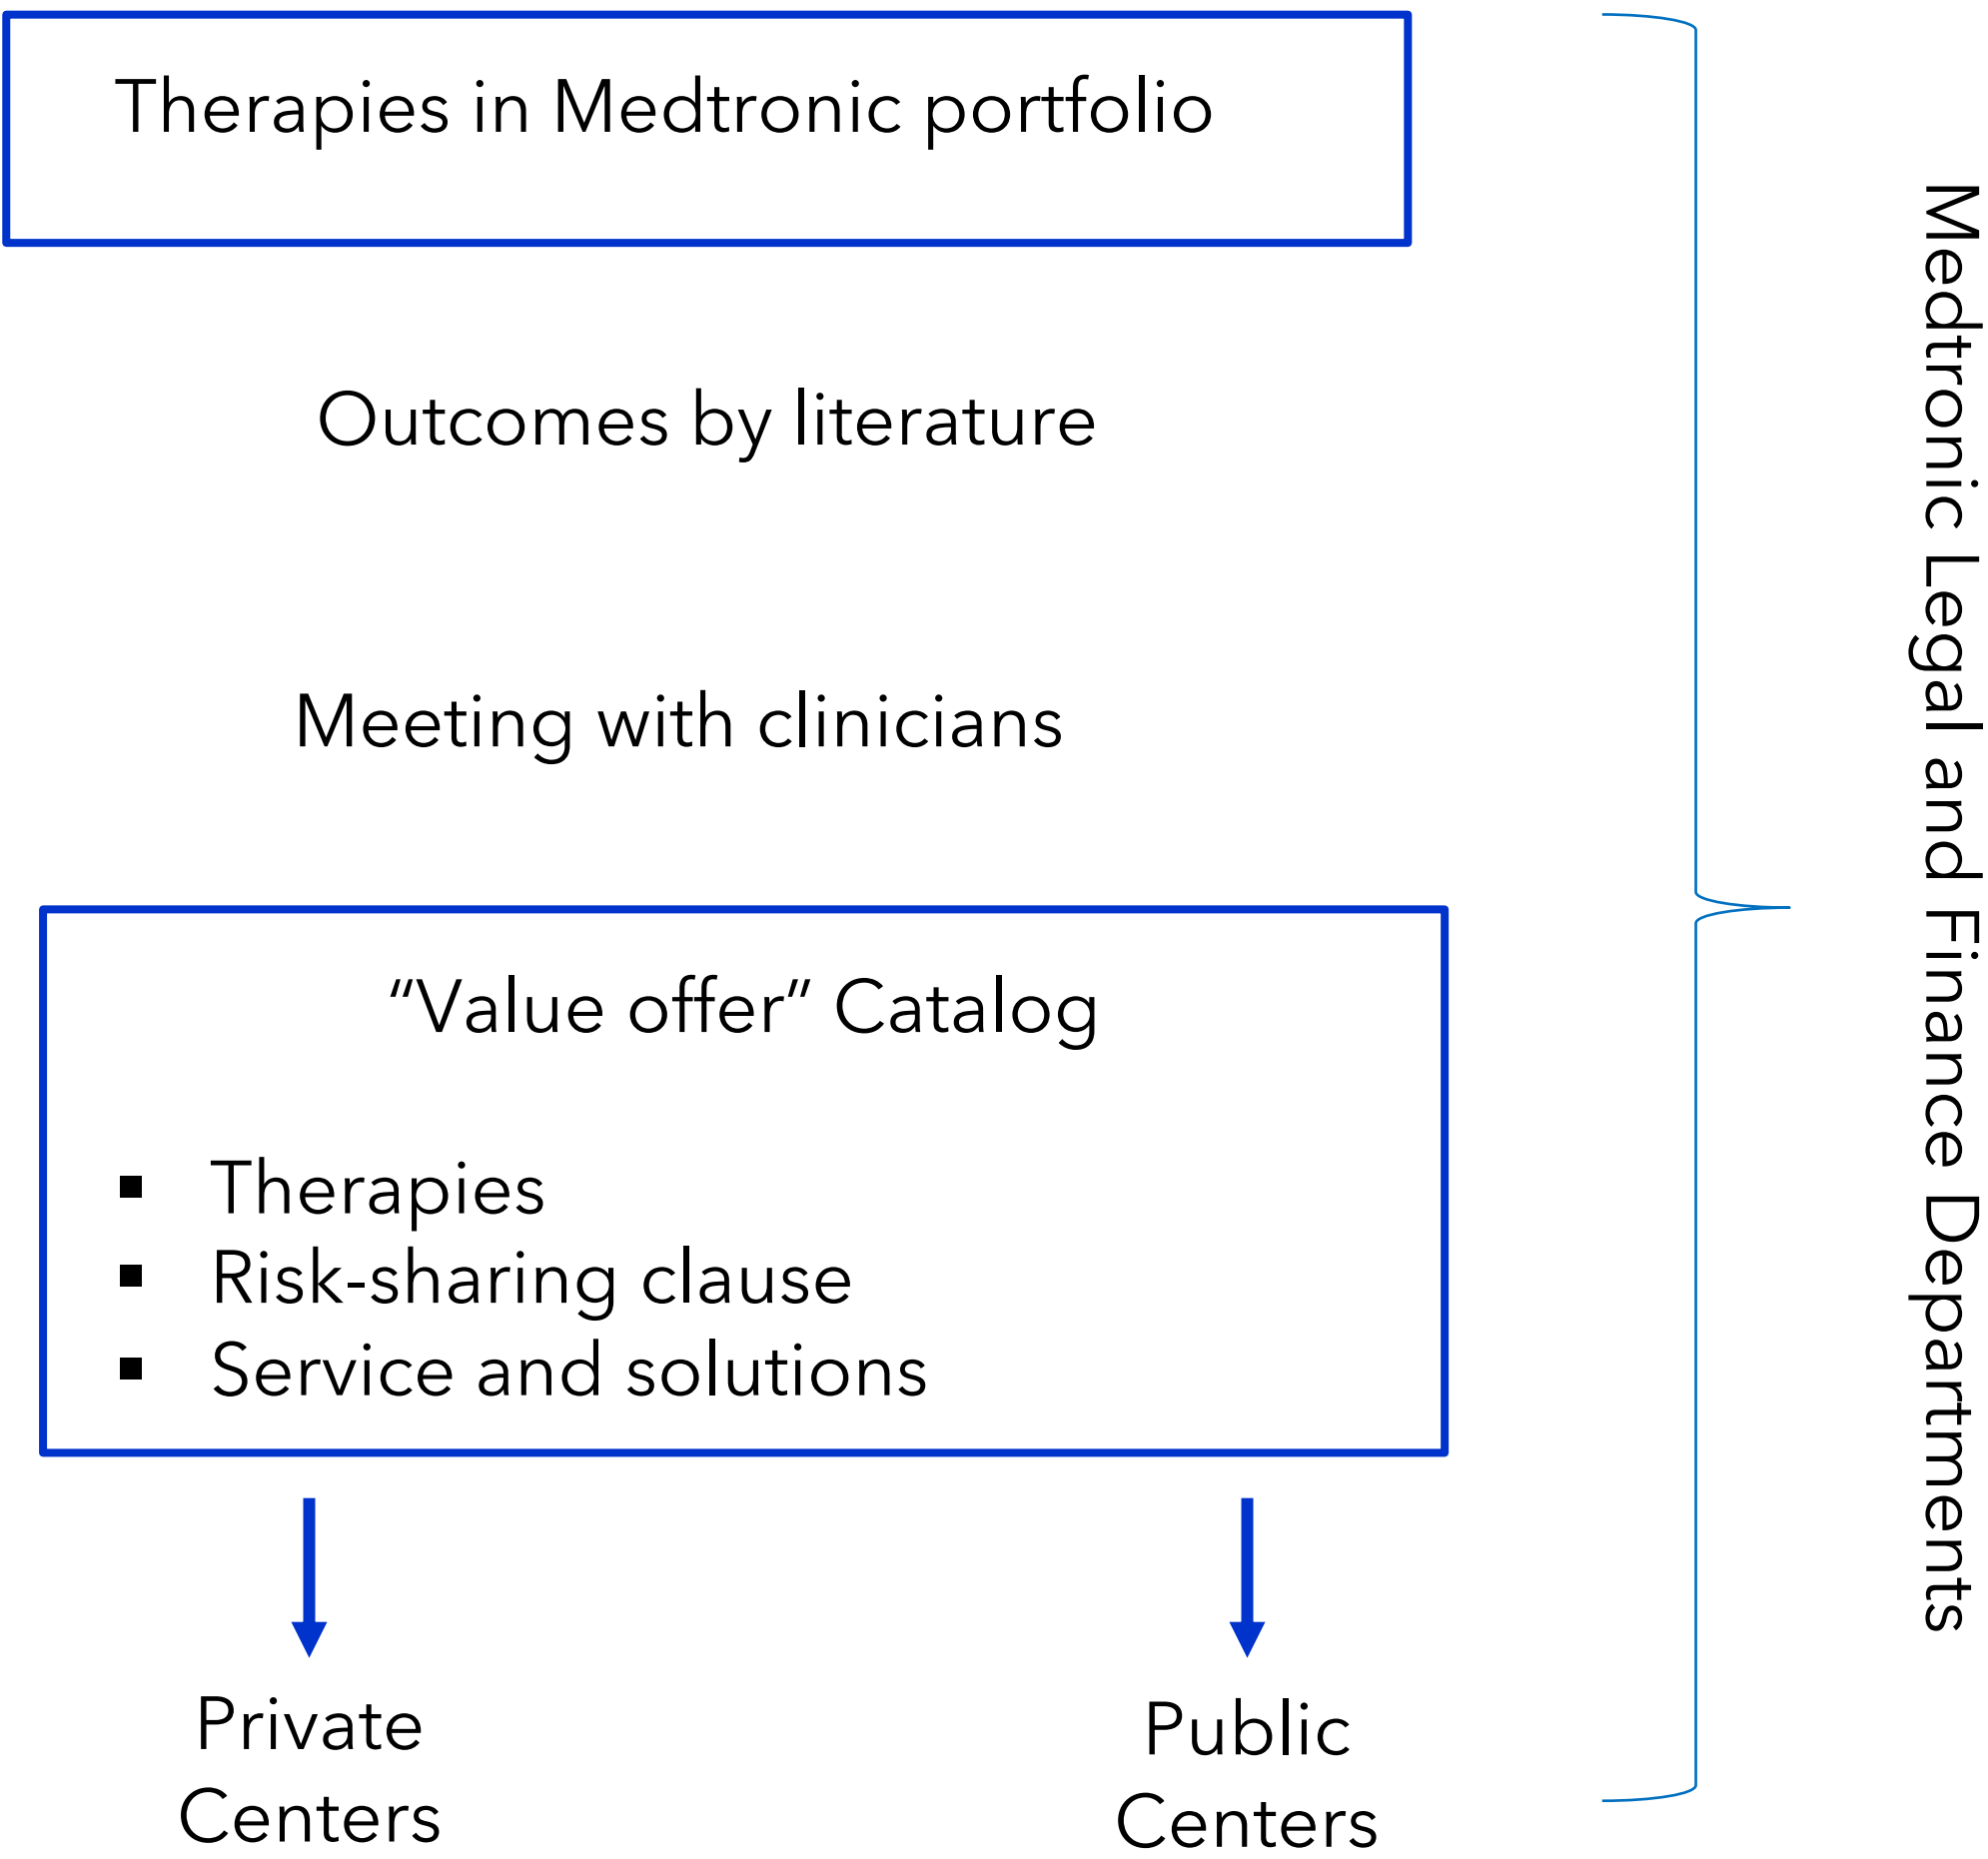 Therapies in Medtronic portfolio
Outcomes by literature
Meeting with clinicians
“Value offer” Catalog
▪ Therapies
▪ Risk-sharing clause
▪ Service and solutions
Private
Centers
Public
Centers
Medtronic Legal and Finance Departments